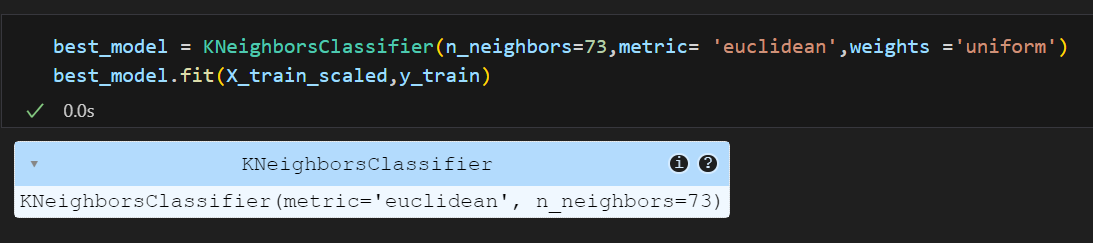 best_model = KNeighborsClassifier(n_neighbors=73,metric= 'euclidean',weights ='uniform')
best_model.fit(X_train_scaled,y_train)
0.0s
KNeighborsClassifier
KNeighborsClassifier(metric='euclidean', n_neighbors=73)